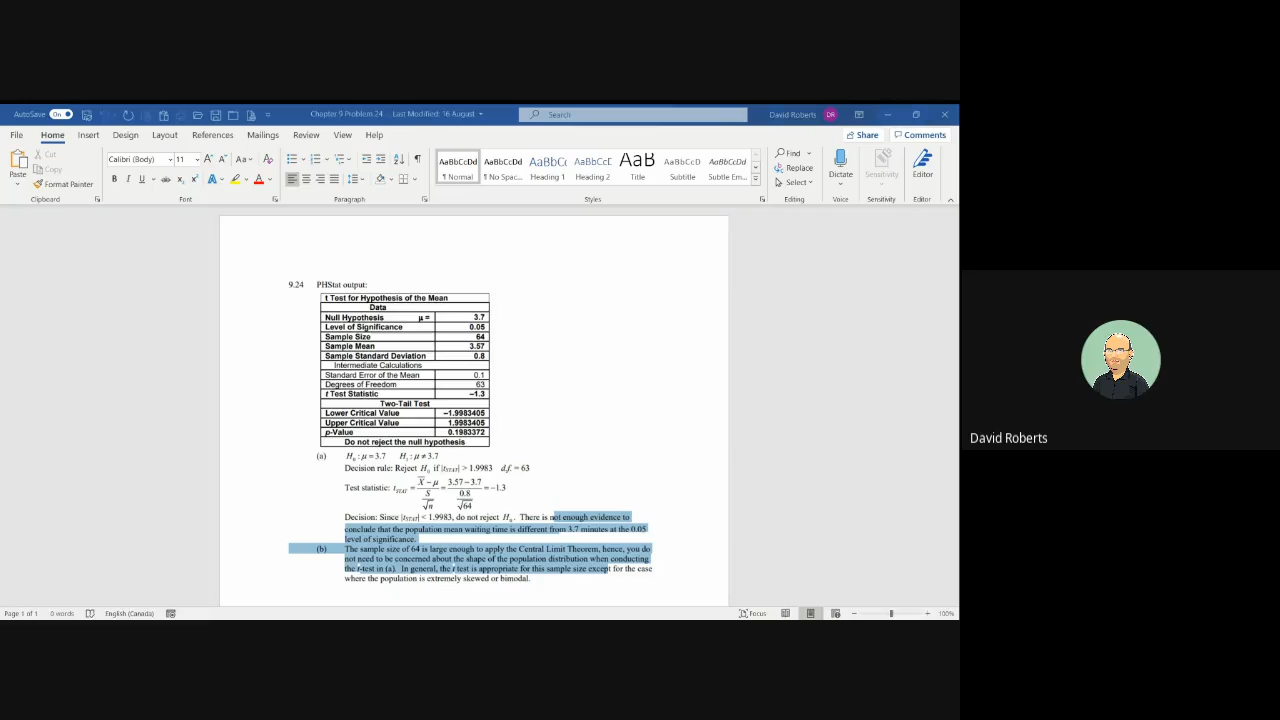 AutoSave On
Chapter 9 Problem 24 - Last Modified: 16 August
Search
David Roberts DR
File Home Insert Design Layout References Mailings Review View Help
Share Comments
Paste
Cut
Copy
Format Painter
Calibri (Body) 11
AaBbCcDd AaBbCcDd AaBbCc AaBbCcC AaB AaBbCcD AaBbCcDd
¶ Normal ¶ No Spac... Heading 1 Heading 2 Title Subtitle Subtle Em...
Find
Replace
Select
Dictate Sensitivity Editor
Clipboard Font Paragraph Styles Editing Voice Sensitivity Editor
9.24 PHStat output:
t Test for Hypothesis of the Mean
Data
Null Hypothesis μ = 3.7
Level of Significance 0.05
Sample Size 64
Sample Mean 3.57
Sample Standard Deviation 0.8
Intermediate Calculations
Standard Error of the Mean 0.1
Degrees of Freedom 63
t Test Statistic –1.3
Two-Tail Test
Lower Critical Value –1.9983405
Upper Critical Value 1.9983405
p-Value 0.1983372
Do not reject the null hypothesis
(a) H₀ : μ = 3.7 H₁ : μ ≠ 3.7
Decision rule: Reject H₀ if |tSTAT| > 1.9983 d.f. = 63
Test statistic: tSTAT = (X̄ – μ) / (S / √n) = (3.57 – 3.7) / (0.8 / √64) = –1.3
Decision: Since |tSTAT| < 1.9983, do not reject H₀. There is not enough evidence to
conclude that the population mean waiting time is different from 3.7 minutes at the 0.05
level of significance.
(b) The sample size of 64 is large enough to apply the Central Limit Theorem, hence, you do
not need to be concerned about the shape of the population distribution when conducting
the t-test in (a). In general, the t test is appropriate for this sample size except for the case
where the population is extremely skewed or bimodal.
Page 1 of 1 0 words English (Canada) Focus 100%
David Roberts